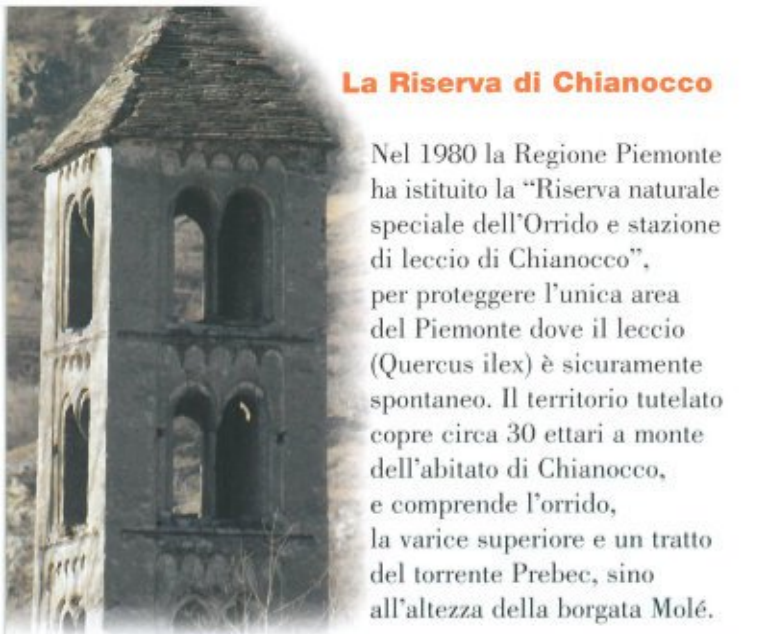 La Riserva di Chianocco
Nel 1980 la Regione Piemonte
ha istituito la “Riserva naturale
speciale dell’Orrido e stazione
di leccio di Chianocco”,
per proteggere l’unica area
del Piemonte dove il leccio
(Quercus ilex) è sicuramente
spontaneo. Il territorio tutelato
copre circa 30 ettari a monte
dell’abitato di Chianocco,
e comprende l’orrido,
la varice superiore e un tratto
del torrente Prebec, sino
all’altezza della borgata Molé.